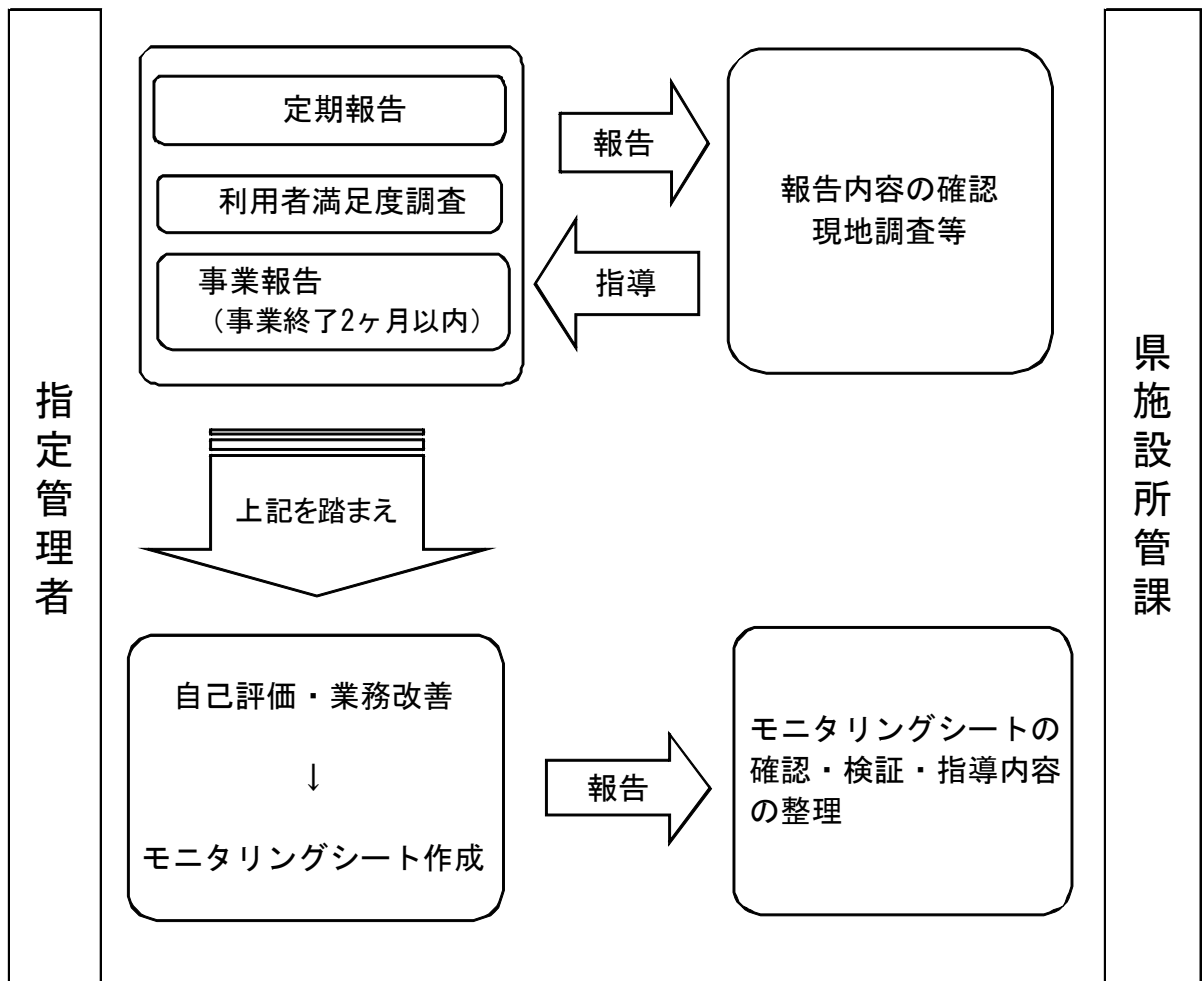 指定管理者
定期報告
利用者満足度調査
事業報告
（事業終了2ヶ月以内）
報告
指導
報告内容の確認
現地調査等
上記を踏まえ
自己評価・業務改善
↓
モニタリングシート作成
報告
モニタリングシートの
確認・検証・指導内容
の整理
県施設所管課